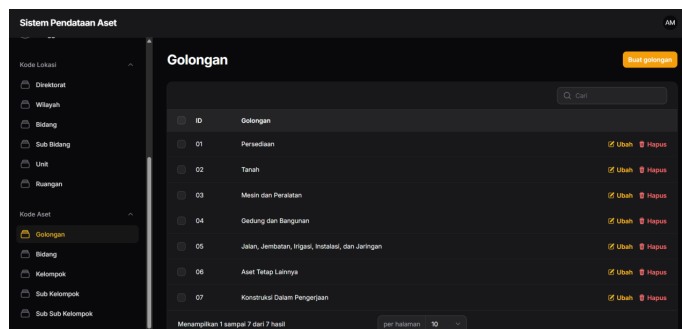 Sistem Pendataan Aset
AM
Kode Lokasi
Direktorat
Wilayah
Bidang
Sub Bidang
Unit
Ruangan
Kode Aset
Golongan
Bidang
Kelompok
Sub Kelompok
Sub Sub Kelompok
Golongan
Buat golongan
Cari
ID Golongan
01 Persediaan Ubah Hapus
02 Tanah Ubah Hapus
03 Mesin dan Peralatan Ubah Hapus
04 Gedung dan Bangunan Ubah Hapus
05 Jalan, Jembatan, Irigasi, Instalasi, dan Jaringan Ubah Hapus
06 Aset Tetap Lainnya Ubah Hapus
07 Konstruksi Dalam Pengerjaan Ubah Hapus
Menampilkan 1 sampai 7 dari 7 hasil per halaman 10